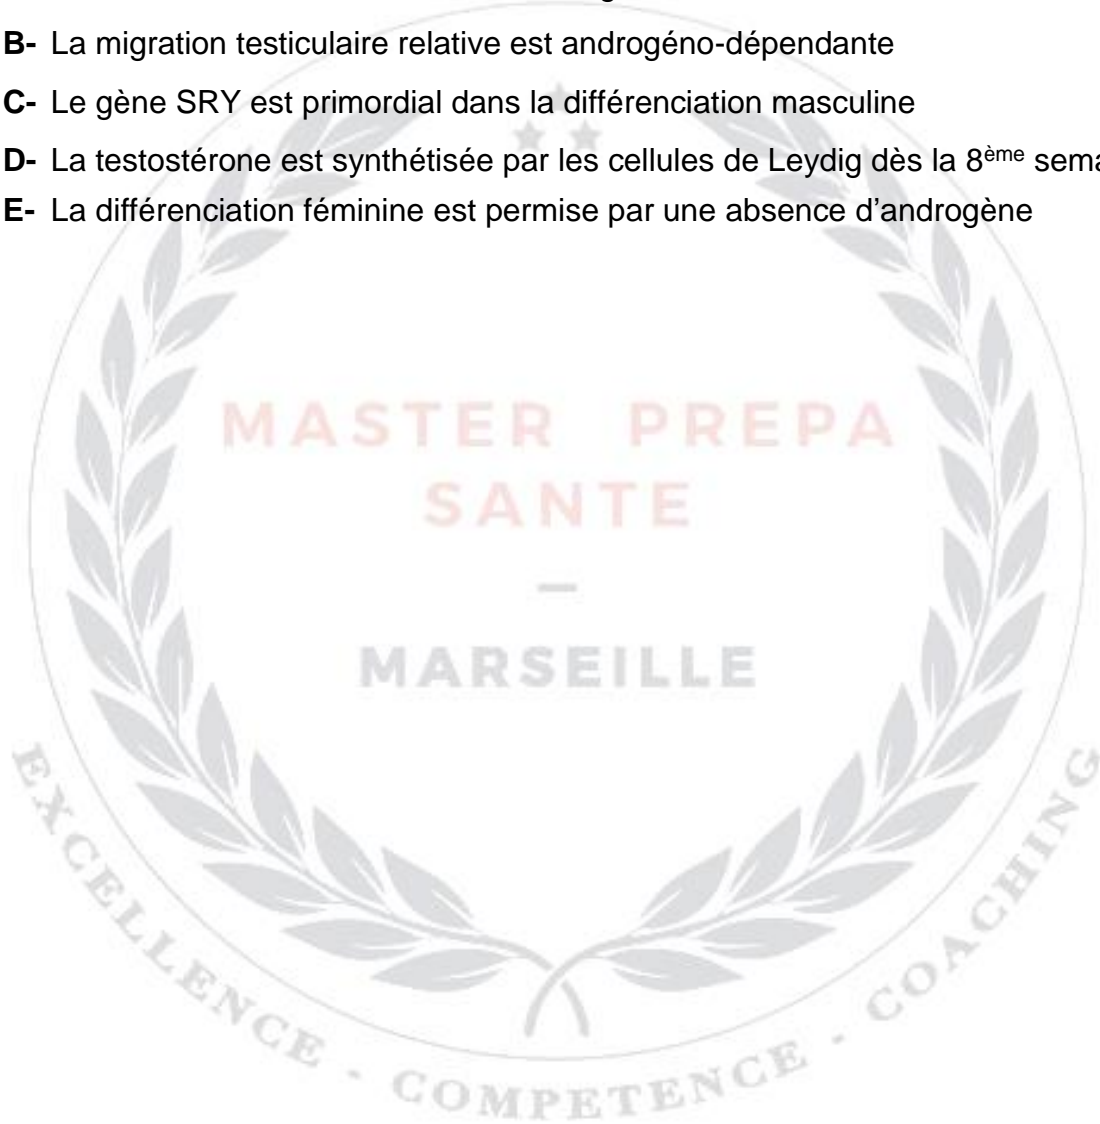 B- La migration testiculaire relative est androgéno-dépendante
C- Le gène SRY est primordial dans la différenciation masculine
D- La testostérone est synthétisée par les cellules de Leydig dès la 8ème
E- La différenciation féminine est permise par une absence d'androgène
MASTER PREPA
SANTE
—
MARSEILLE
EXCELLENCE - COMPETENCE - COACHING